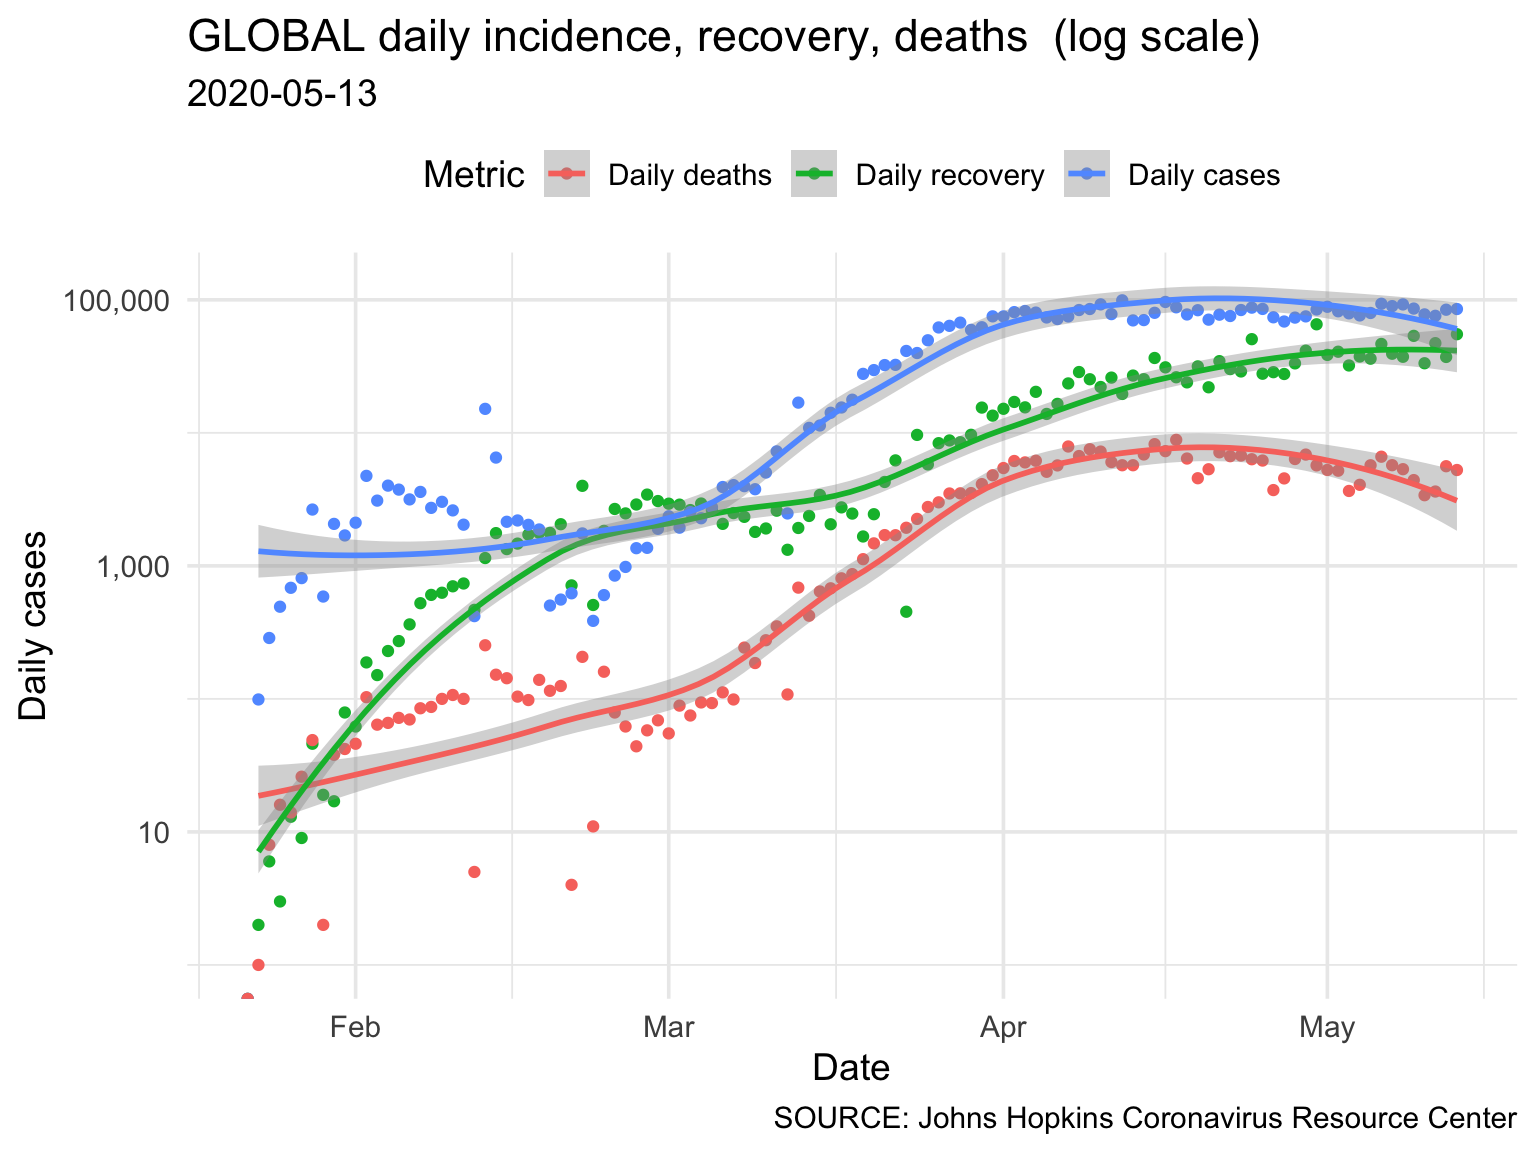 GLOBAL daily incidence, recovery, deaths  (log scale)
2020-05-13
Metric Daily deaths Daily recovery Daily cases
100,000
1,000
10
Daily cases
Feb Mar Apr May
Date
SOURCE: Johns Hopkins Coronavirus Resource Center